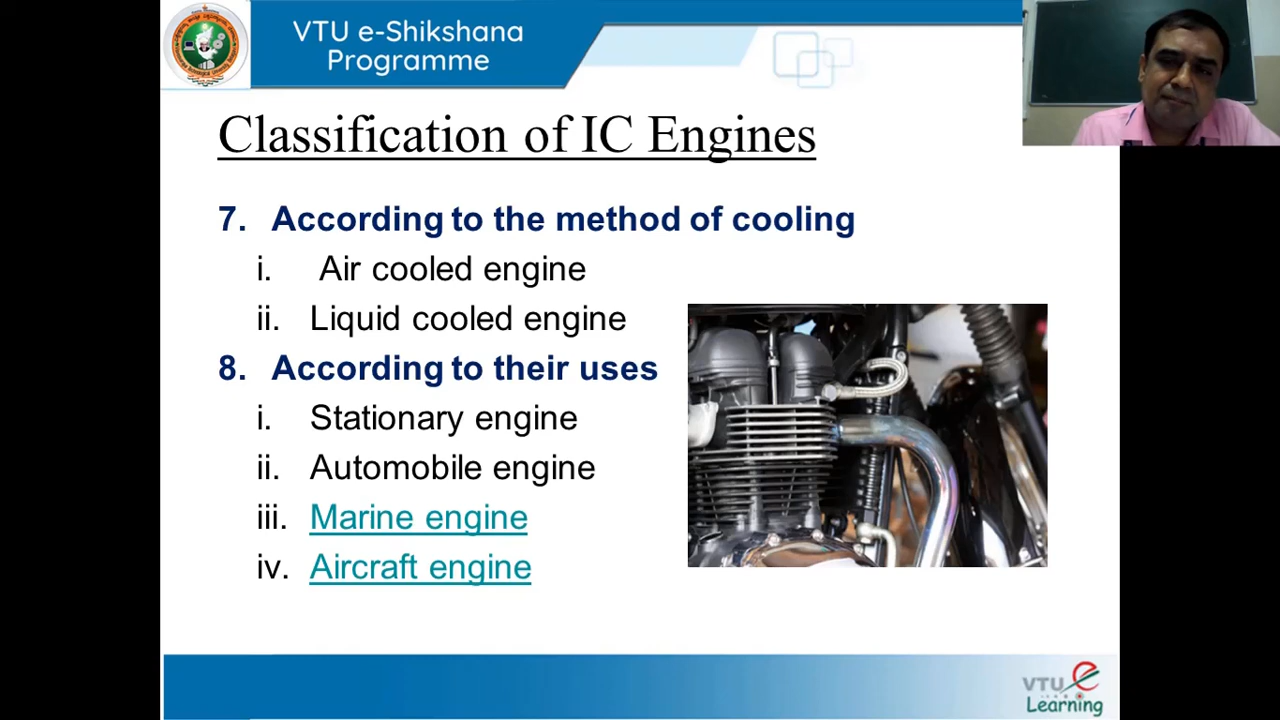 VTU e-Shikshana
Programme
Classification of IC Engines
7. According to the method of cooling
i. Air cooled engine
ii. Liquid cooled engine
8. According to their uses
i. Stationary engine
ii. Automobile engine
iii. Marine engine
iv. Aircraft engine
VTU e
Learning